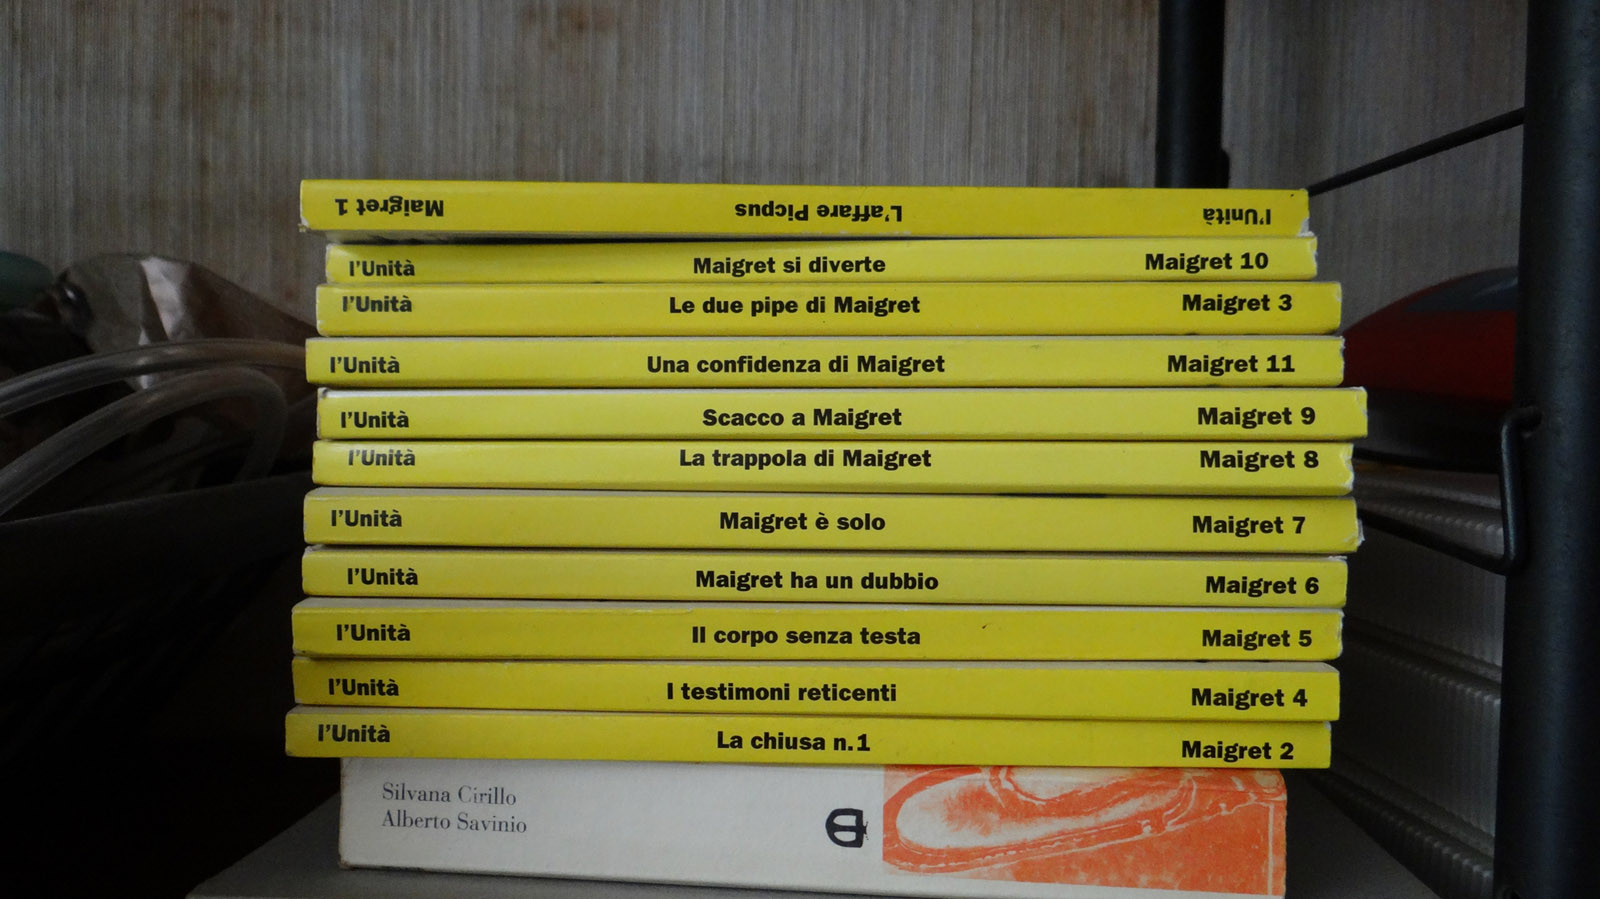 Maigret 1 L'affare Picpus l'Unità
l'Unità Maigret si diverte Maigret 10
l'Unità Le due pipe di Maigret Maigret 3
l'Unità Una confidenza di Maigret Maigret 11
l'Unità Scacco a Maigret Maigret 9
l'Unità La trappola di Maigret Maigret 8
l'Unità Maigret è solo Maigret 7
l'Unità Maigret ha un dubbio Maigret 6
l'Unità Il corpo senza testa Maigret 5
l'Unità I testimoni reticenti Maigret 4
l'Unità La chiusa n.1 Maigret 2
Silvana Cirillo
Alberto Savinio